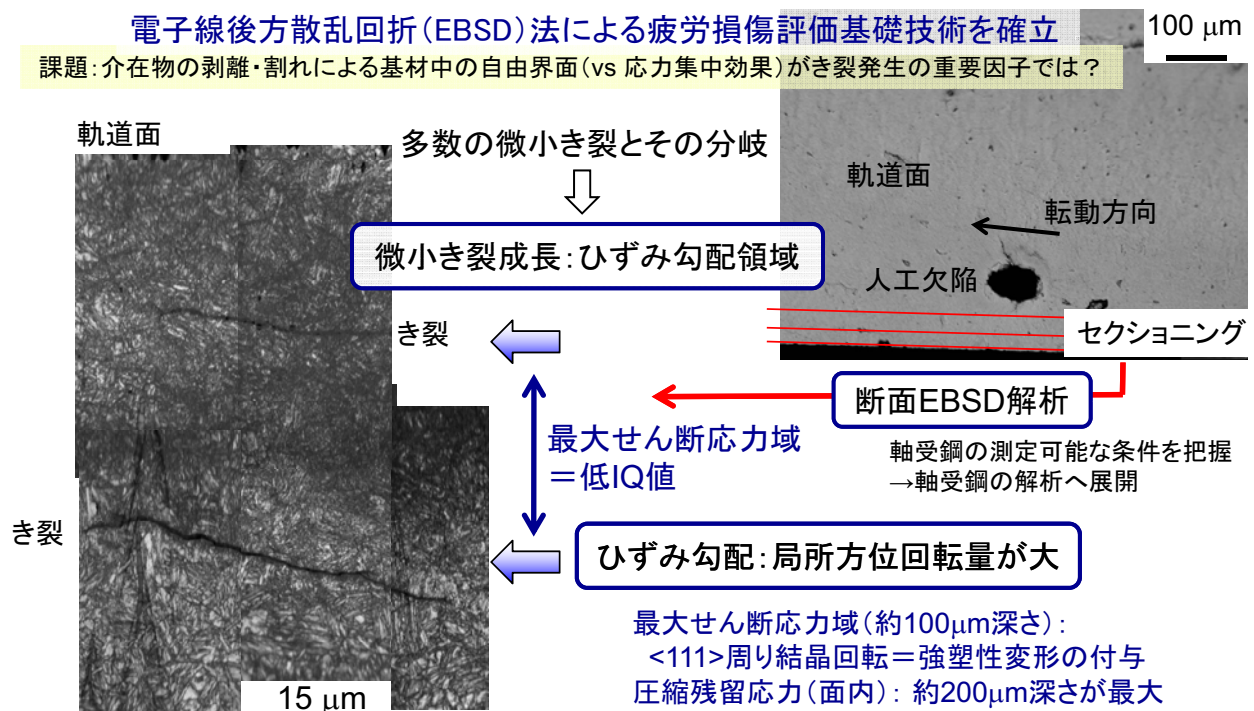 電子線後方散乱回折(EBSD)法による疲労損傷評価基礎技術を確立
100 μm
課題：介在物の剥離・割れによる基材中の自由界面(vs 応力集中効果)がき裂発生の重要因子では？
軌道面
多数の微小き裂とその分岐
軌道面
転動方向
微小き裂成長：ひずみ勾配領域
人工欠陥
き裂
セクショニング
断面EBSD解析
最大せん断応力域
＝低IQ値
軸受鋼の測定可能な条件を把握
→軸受鋼の解析へ展開
き裂
ひずみ勾配：局所方位回転量が大
最大せん断応力域(約100μm深さ)：
<111>周り結晶回転＝強塑性変形の付与
圧縮残留応力(面内)： 約200μm深さが最大
15 μm